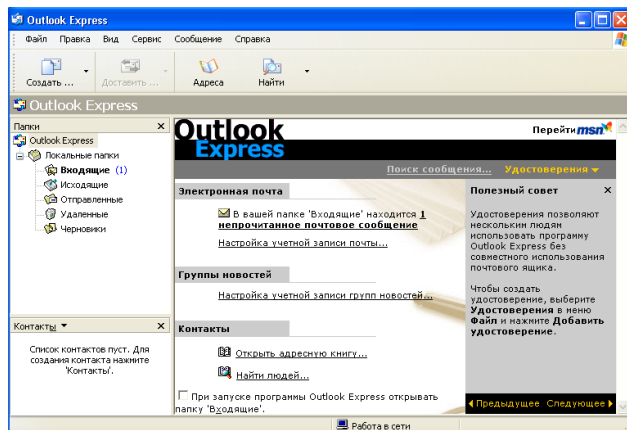 Outlook Express
Файл Правка Вид Сервис Сообщение Справка
Создать ... Доставить ... Адреса Найти
Outlook Express
Папки
Outlook Express
Локальные папки
Входящие (1)
Исходящие
Отправленные
Удаленные
Черновики
Контакты
Список контактов пуст. Для
создания контакта нажмите
'Контакты'.
Outlook
Express
Перейти msn
Поиск сообщения... Удостоверения
Электронная почта
В вашей папке 'Входящие' находится 1
непрочитанное почтовое сообщение
Настройка учетной записи почты...
Группы новостей
Настройка учетной записи групп новостей...
Контакты
Открыть адресную книгу...
Найти людей...
При запуске программы Outlook Express открывать
папку 'Входящие'.
Полезный совет
Удостоверения позволяют
нескольким людям
использовать программу
Outlook Express без
совместного использования
почтового ящика.
Чтобы создать
удостоверение, выберите
Удостоверения в меню
Файл и нажмите Добавить
удостоверение.
Предыдущее Следующее
Работа в сети